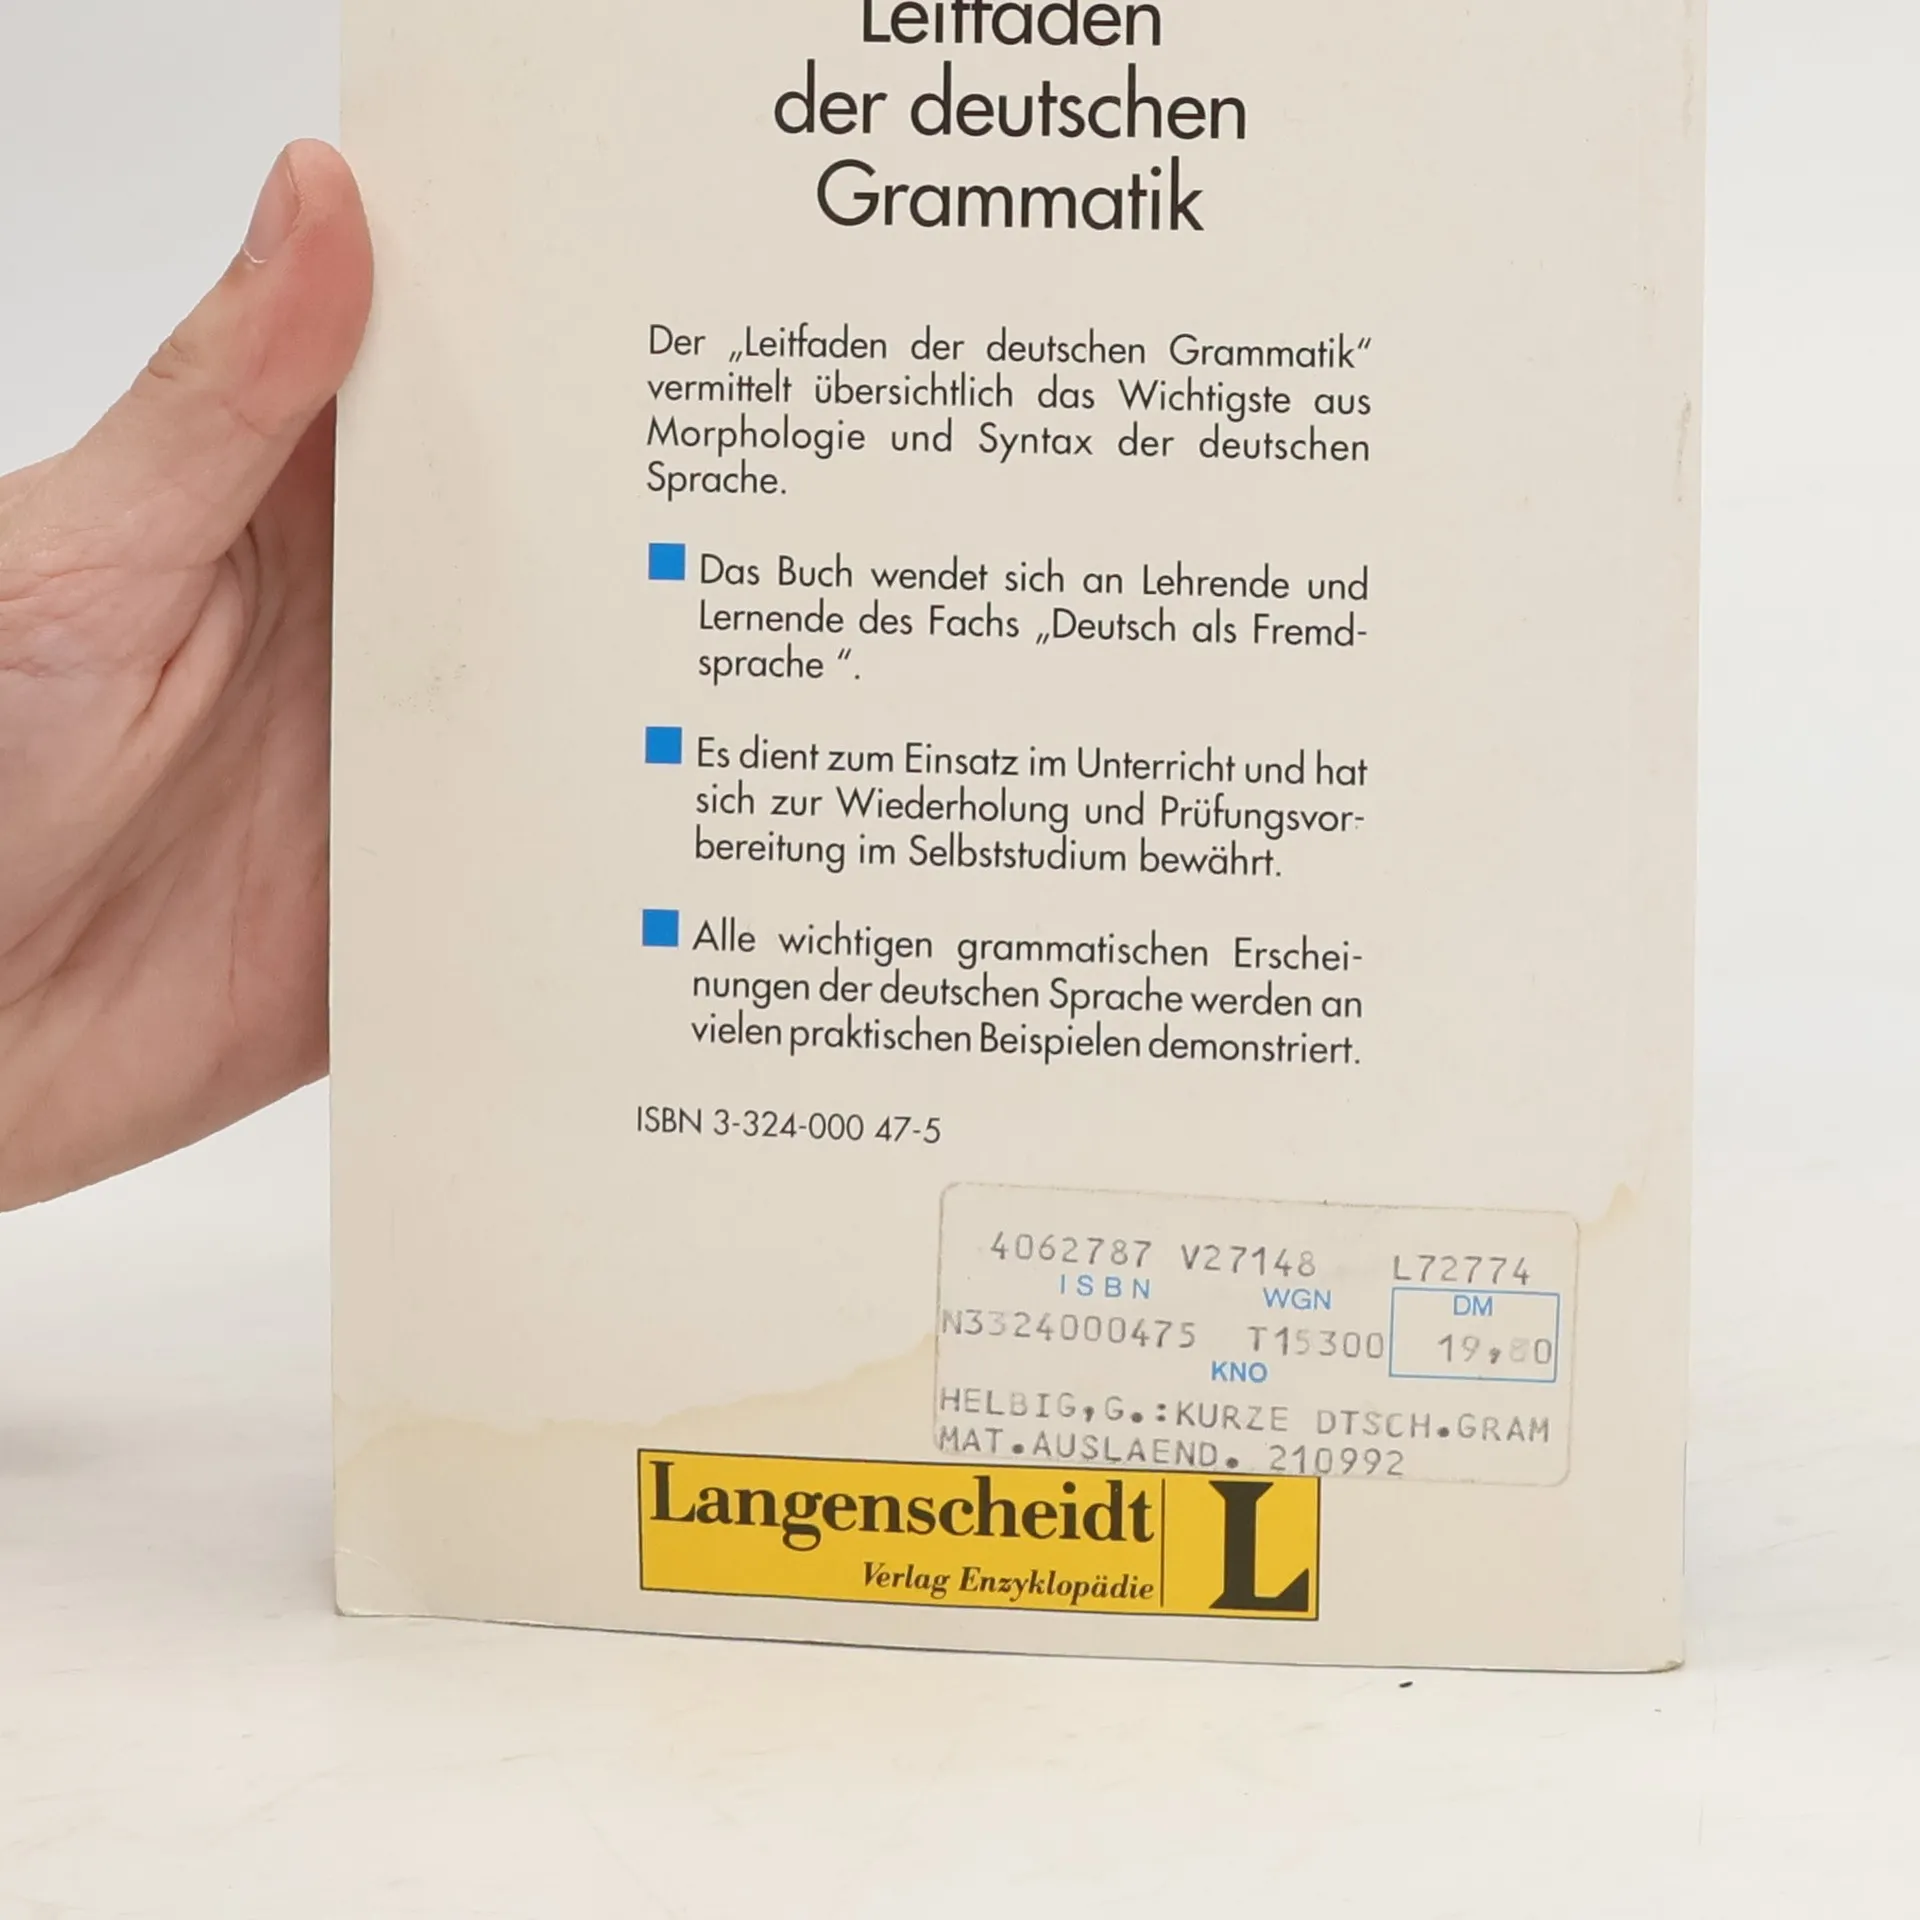 Leitfaden
der deutschen
Grammatik
Der „Leitfaden der deutschen Grammatik“
vermittelt übersichtlich das Wichtigste aus
Morphologie und Syntax der deutschen
Sprache.
Das Buch wendet sich an Lehrende und
Lernende des Fachs „Deutsch als Fremd-
sprache “.
Es dient zum Einsatz im Unterricht und hat
sich zur Wiederholung und Prüfungsvor-
bereitung im Selbststudium bewährt.
Alle wichtigen grammatischen Erschei-
nungen der deutschen Sprache werden an
vielen praktischen Beispielen demonstriert.
ISBN 3-324-000 47-5
4062787 V27148 L72774
ISBN WGN DM
N3324000475 T15300 19,80
KNO
HELBIG,G.:KURZE DTSCH.GRAM
MAT.AUSLAEND. 210992
Langenscheidt L
Verlag Enzyklopädie